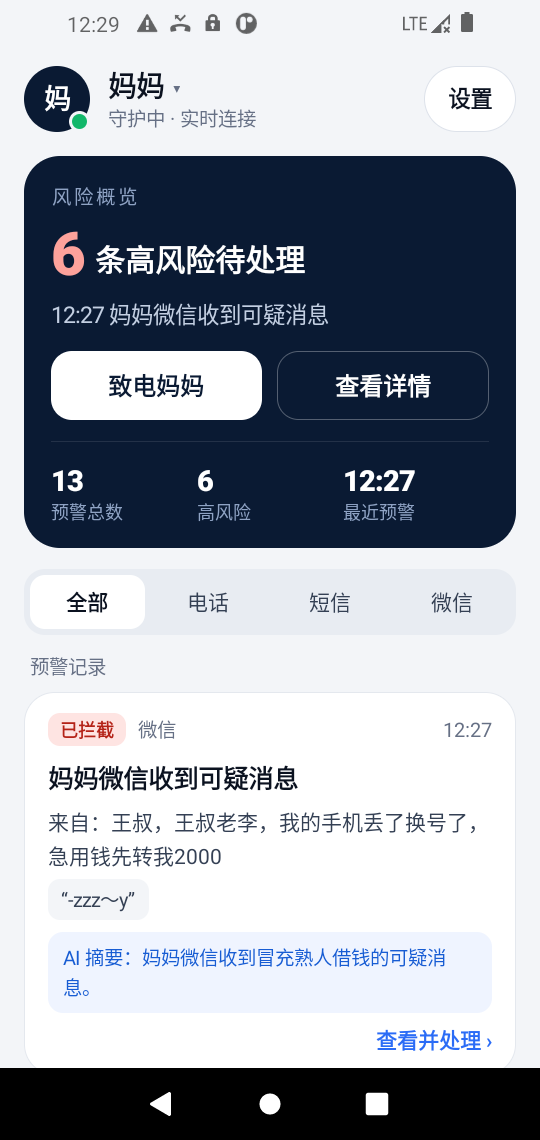 12:29
LTE
妈
妈妈 ▾
守护中 · 实时连接
设置
风险概览
6 条高风险待处理
12:27 妈妈微信收到可疑消息
致电妈妈
查看详情
13
6
12:27
预警总数
高风险
最近预警
全部
电话
短信
微信
预警记录
已拦截
微信
12:27
妈妈微信收到可疑消息
来自：王叔，王叔老李，我的手机丢了换号了，
急用钱先转我2000
“-zzz～y”
AI 摘要：妈妈微信收到冒充熟人借钱的可疑消
息。
查看并处理 ›